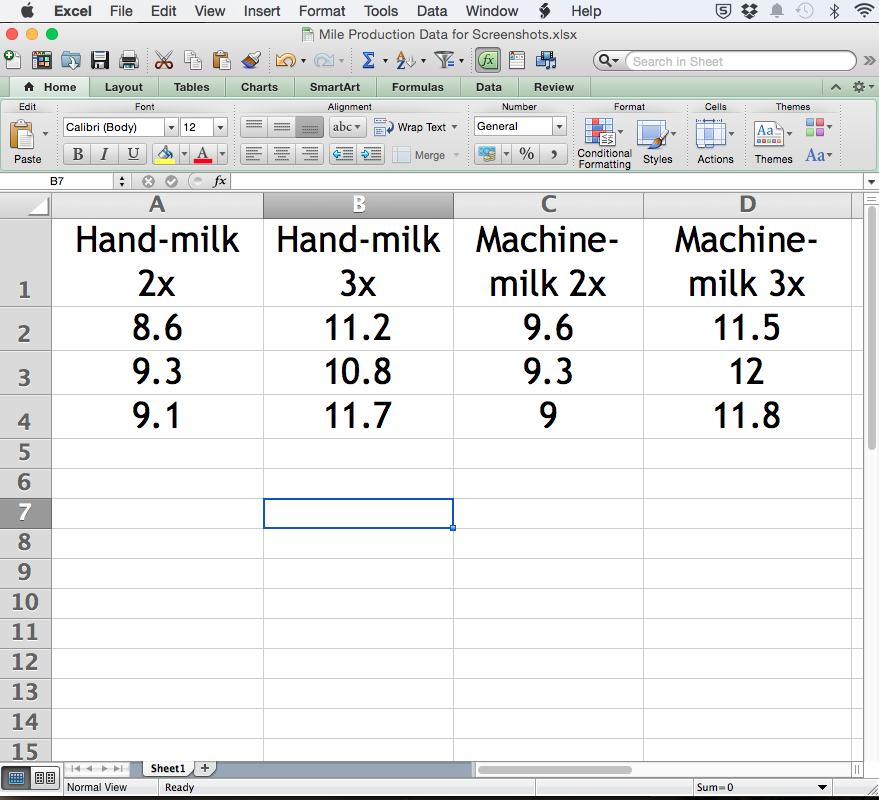 Excel File Edit View Insert Format Tools Data Window Help
Mile Production Data for Screenshots.xlsx
Search in Sheet
Home Layout Tables Charts SmartArt Formulas Data Review
Edit Font Alignment Number Format Cells Themes
Calibri (Body) 12 abc Wrap Text General
Paste B I U A Merge % , Conditional Formatting Styles Actions Aa Themes Aa
B7 fx
A B C D
1 Hand-milk 2x Hand-milk 3x Machine-milk 2x Machine-milk 3x
2 8.6 11.2 9.6 11.5
3 9.3 10.8 9.3 12
4 9.1 11.7 9 11.8
5
6
7
8
9
10
11
12
13
14
15
Sheet1
Normal View Ready Sum=0